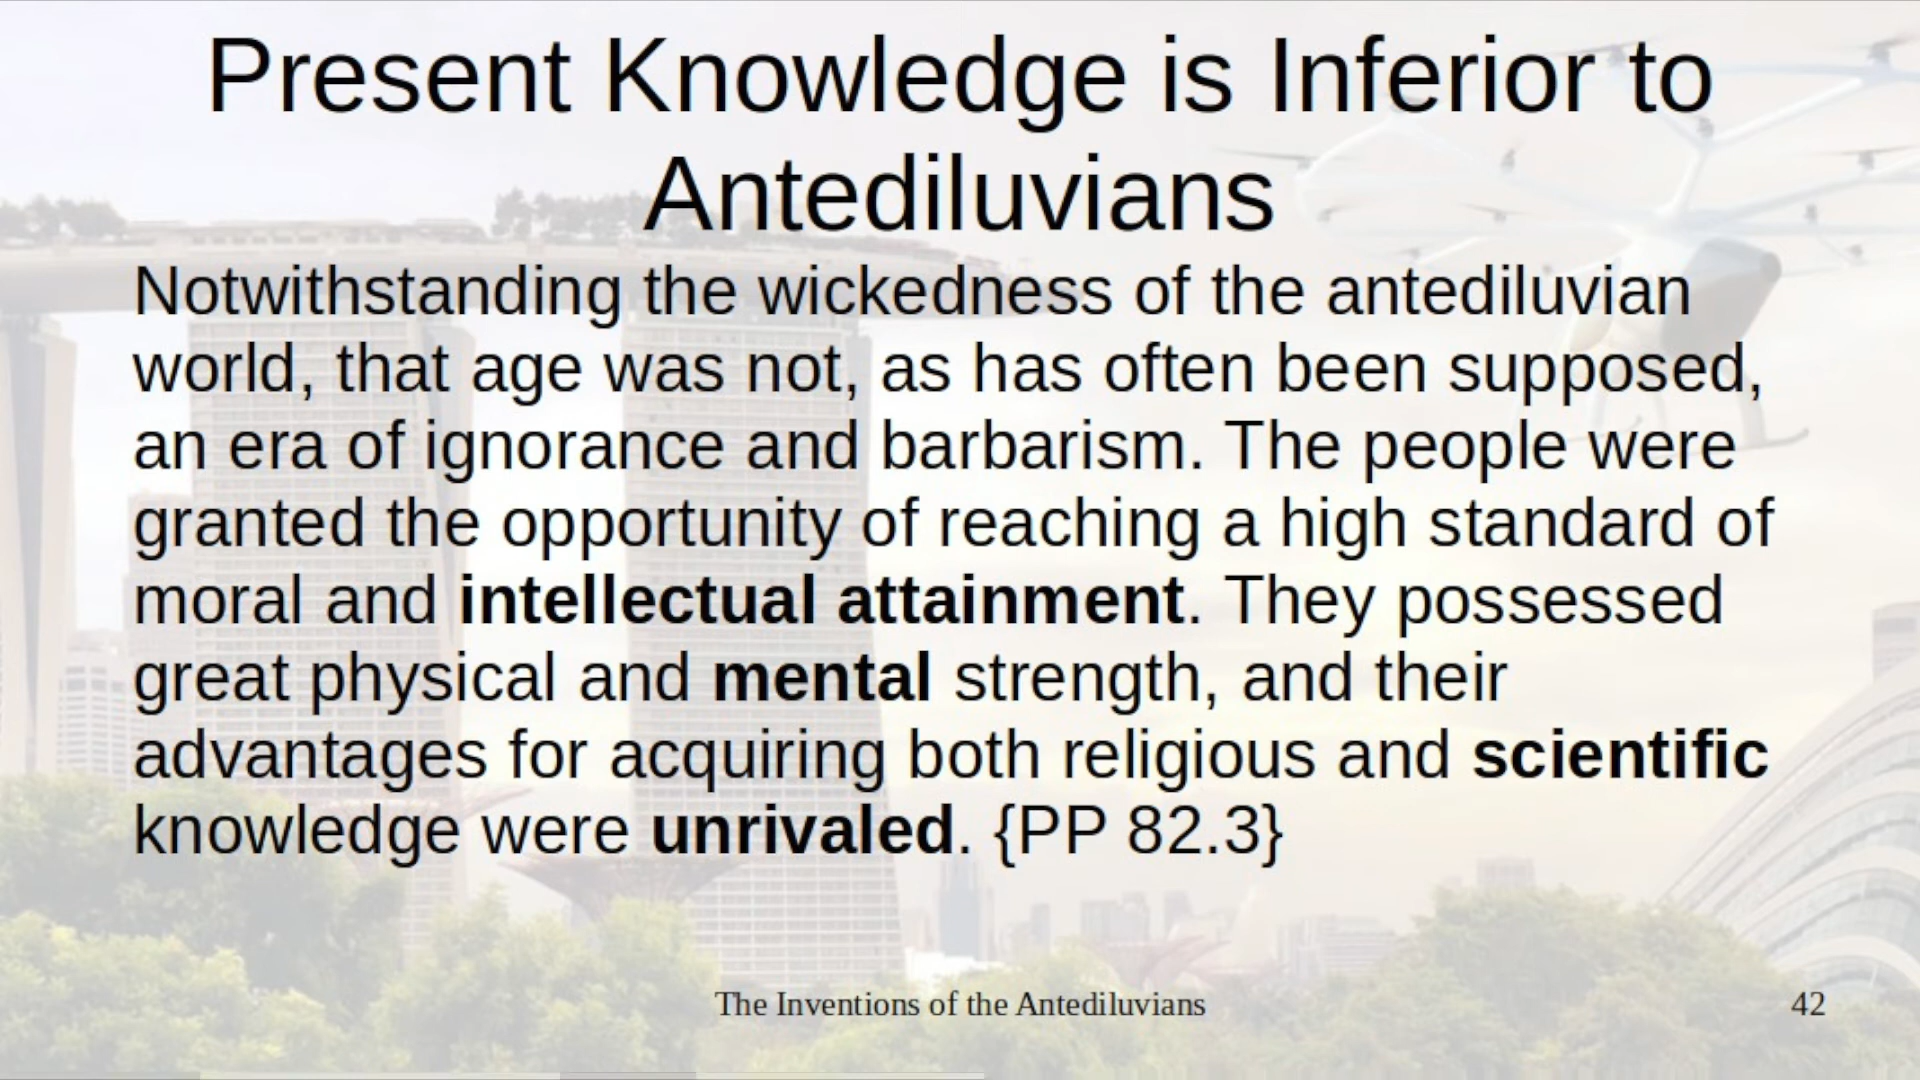 Present Knowledge is Inferior to
Antediluvians
Notwithstanding the wickedness of the antediluvian
world, that age was not, as has often been supposed,
an era of ignorance and barbarism. The people were
granted the opportunity of reaching a high standard of
moral and intellectual attainment. They possessed
great physical and mental strength, and their
advantages for acquiring both religious and scientific
knowledge were unrivaled. {PP 82.3}
The Inventions of the Antediluvians
42